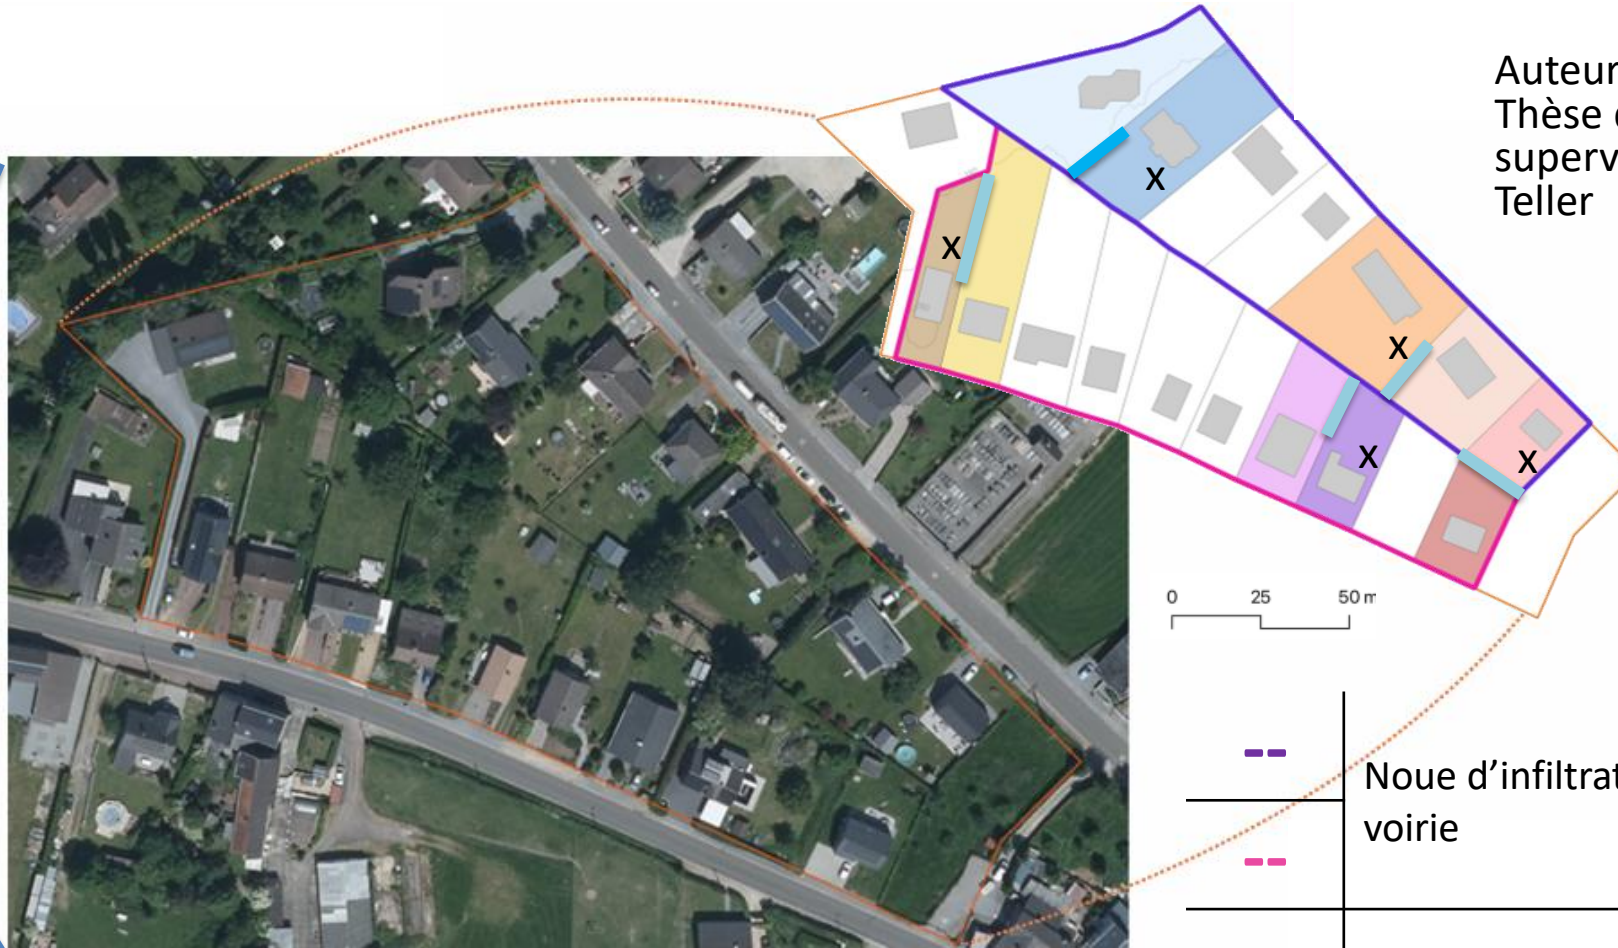 Auteur
Thèse
superv
Teller
X
X
X
X
X
0 25 50 m
Noue d’infiltrat
voirie